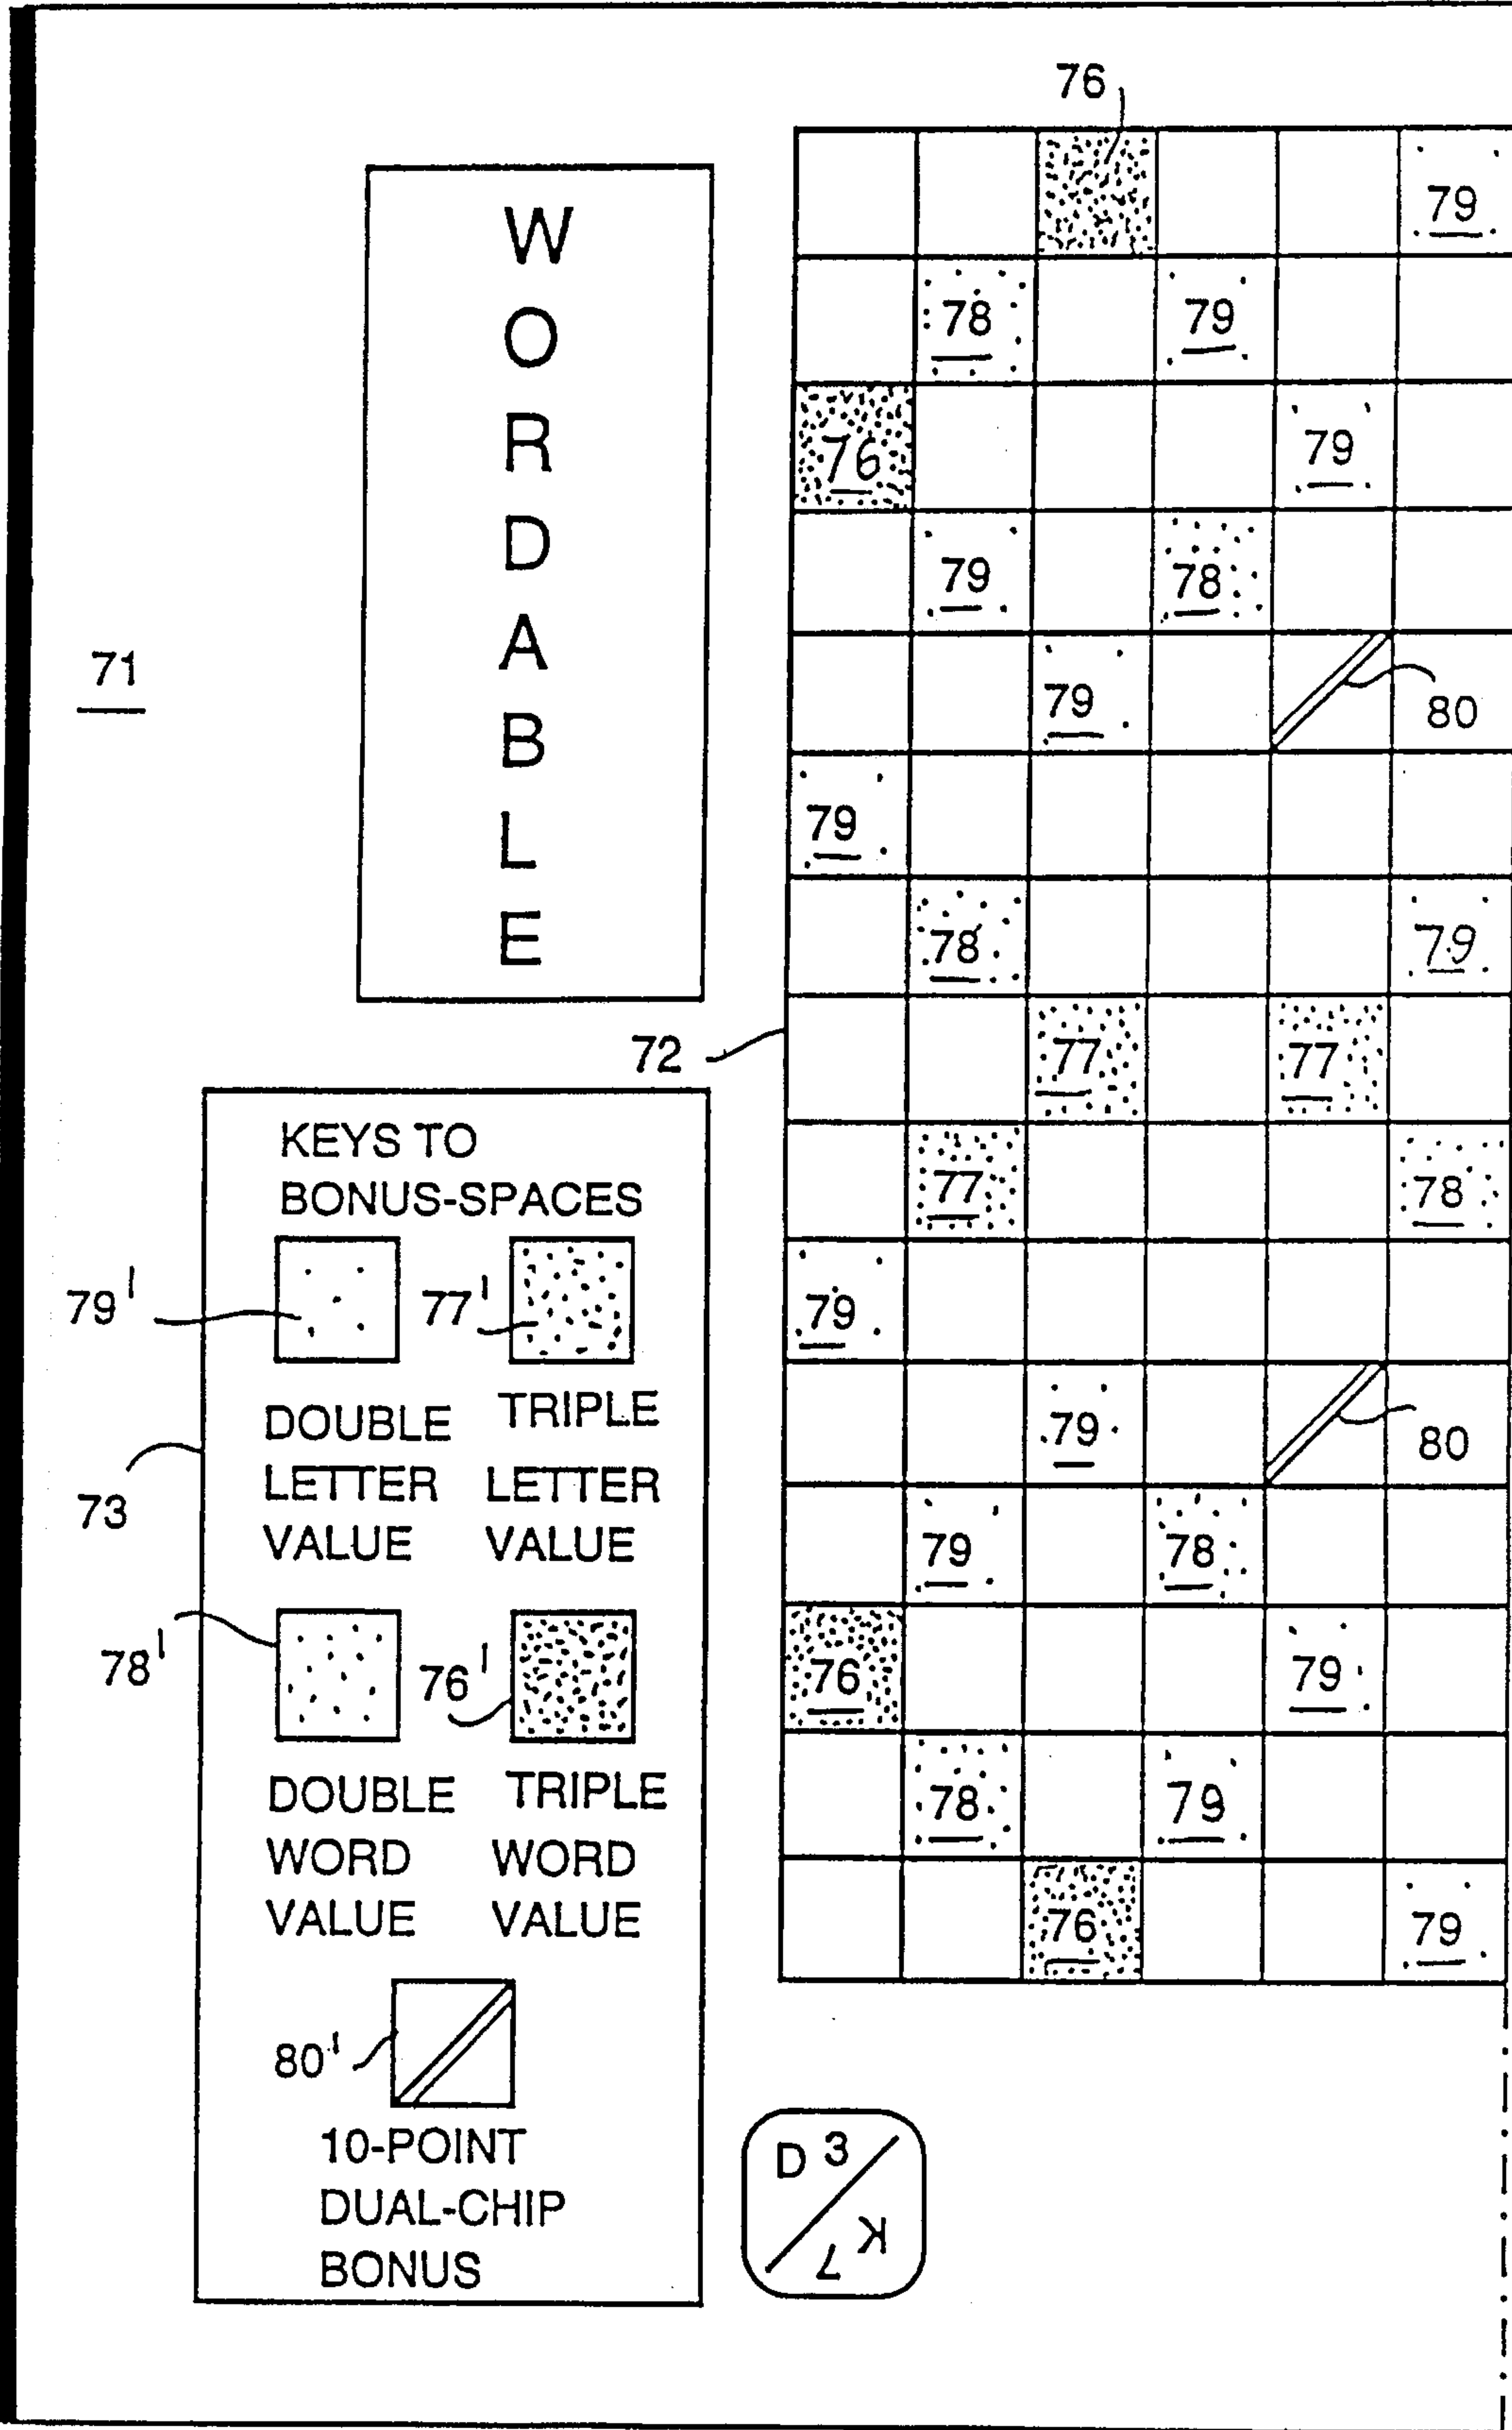 76
W
O
R
D
A
B
L
E
71
72
79
78 79
76 79
79 78
79 80
79
78 79
77 77
77 78
79
79 80
79 78
76 79
78 79
76 79
KEYS TO
BONUS-SPACES
79' 77'
DOUBLE TRIPLE
LETTER LETTER
VALUE VALUE
73
78' 76'
DOUBLE TRIPLE
WORD WORD
VALUE VALUE
80'
10-POINT
DUAL-CHIP
BONUS
D 3
K 7